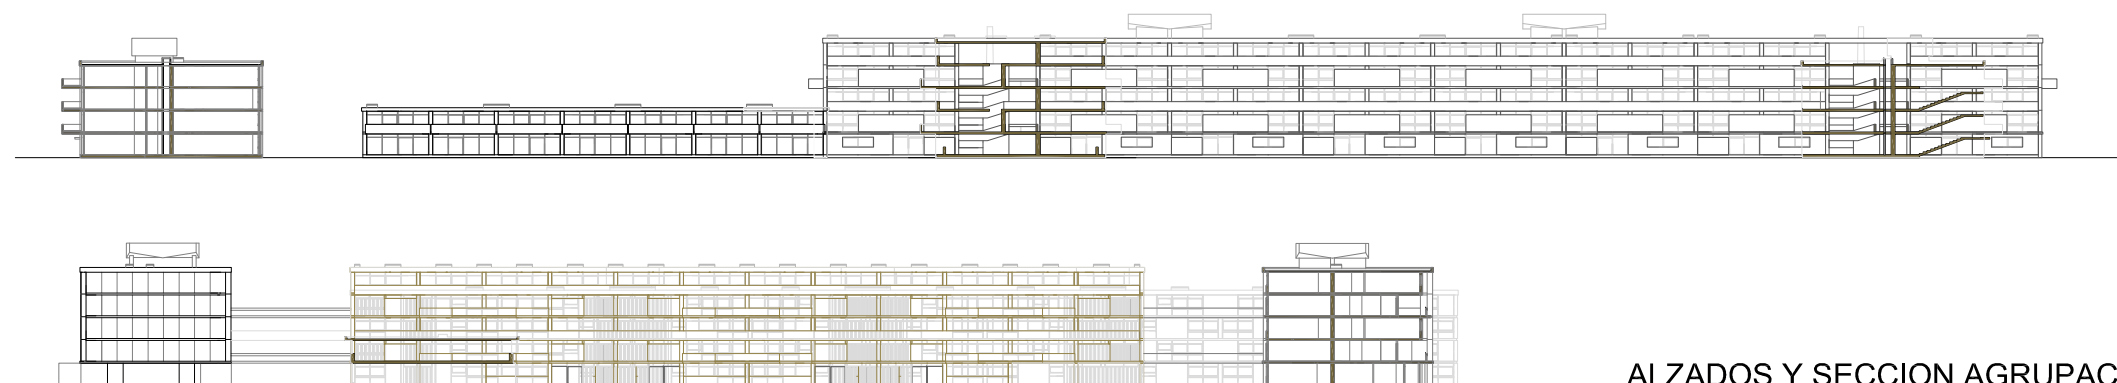 ALZADOS Y SECCION AGRUPAC